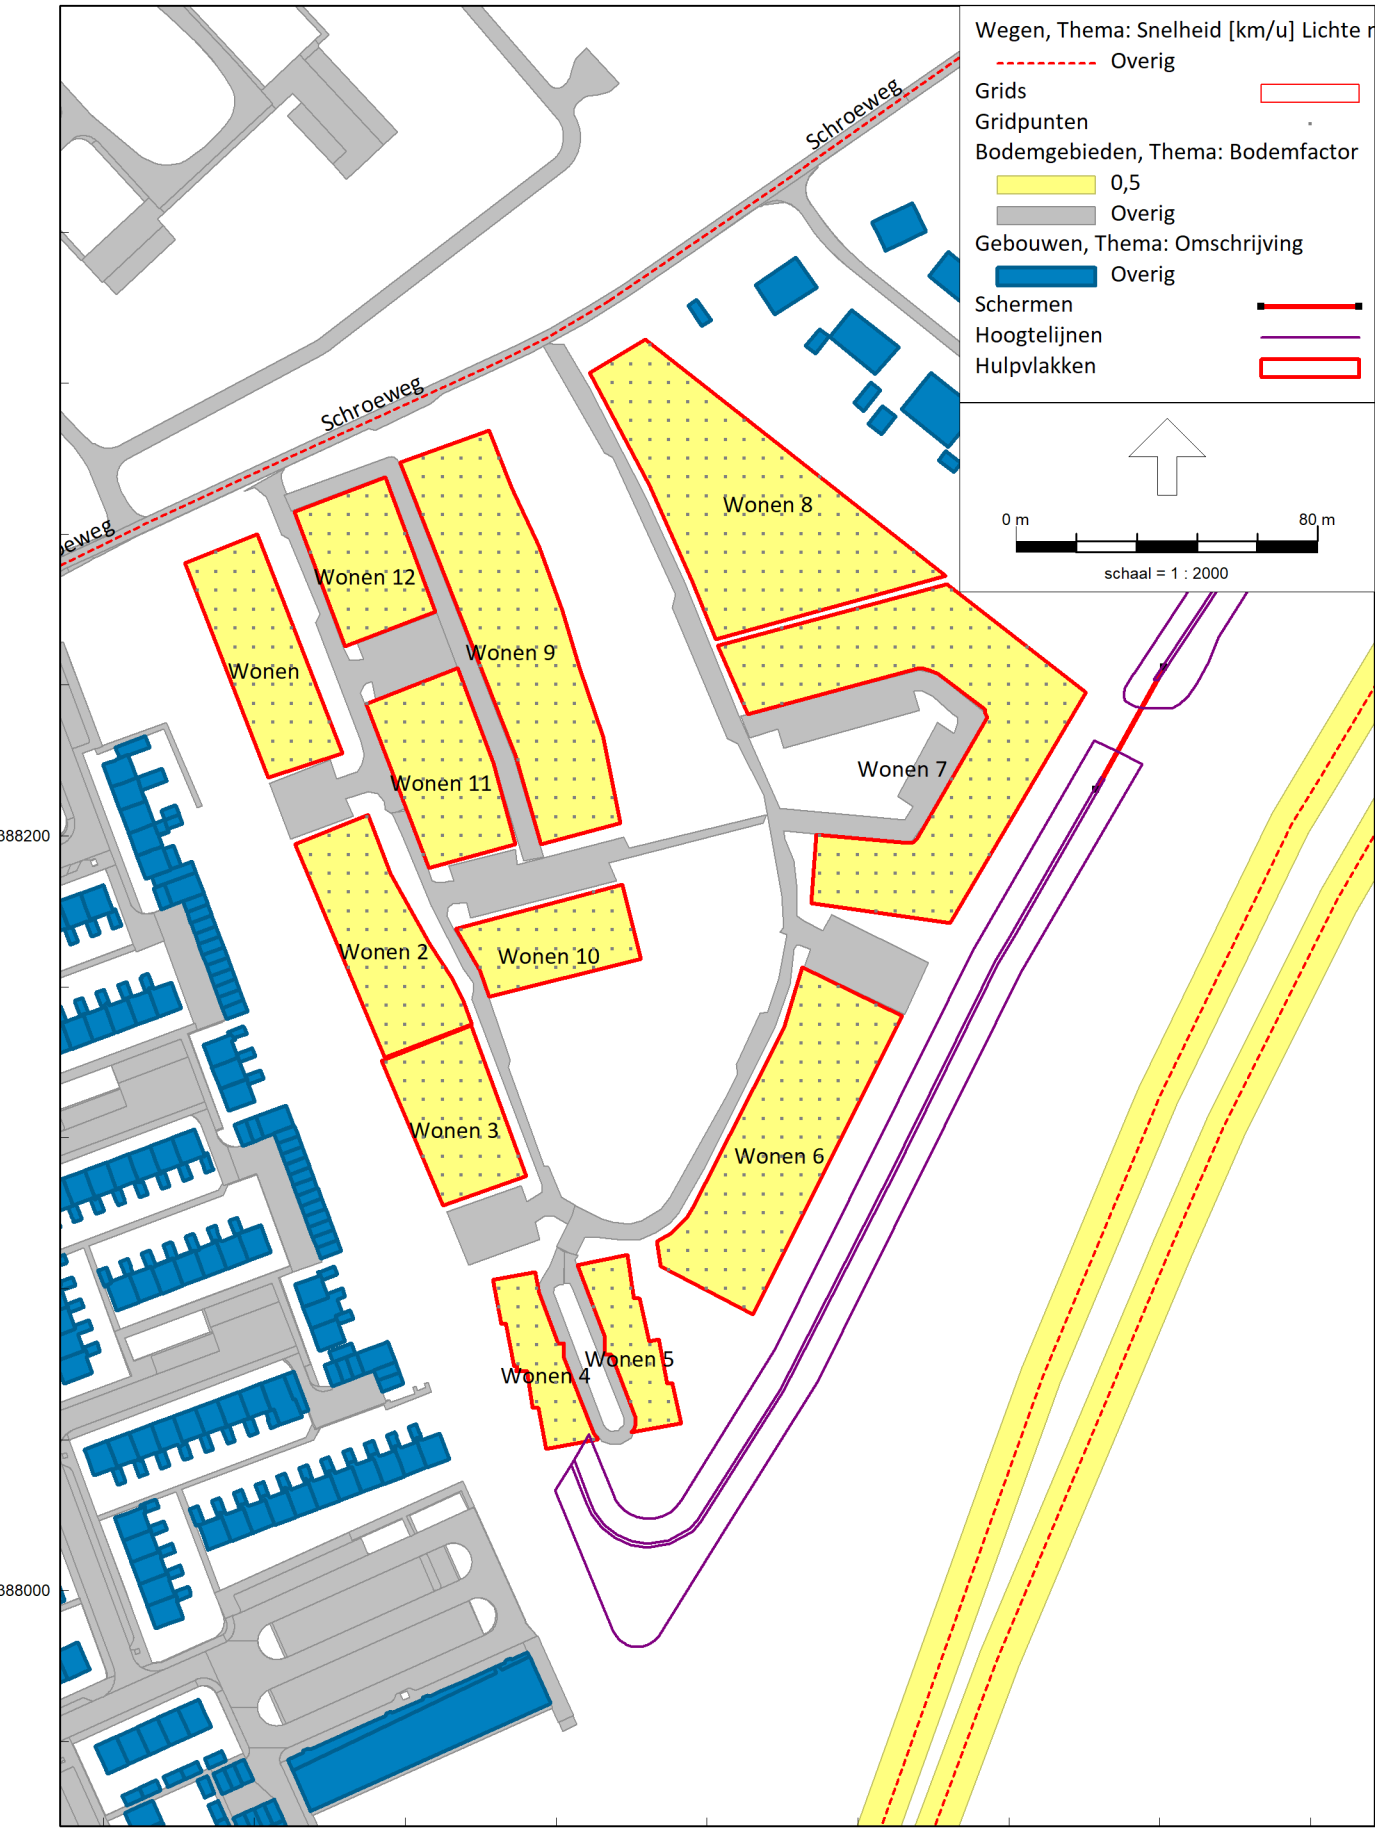 Wegen, Thema: Snelheid [km/u] Lichte
Overig
Grids
Gridpunten
Bodemgebieden, Thema: Bodemfactor
0,5
Overig
Gebouwen, Thema: Omschrijving
Overig
Schermen
Hoogtelijnen
Hulpvlakken
0 m 80 m
schaal = 1 : 2000
Schroeweg
Schroeweg
oeweg
Wonen 8
Wonen 12
Wonen 9
Wonen
Wonen 7
Wonen 11
388200
Wonen 2
Wonen 10
Wonen 3
Wonen 6
Wonen 5
Wonen 4
388000